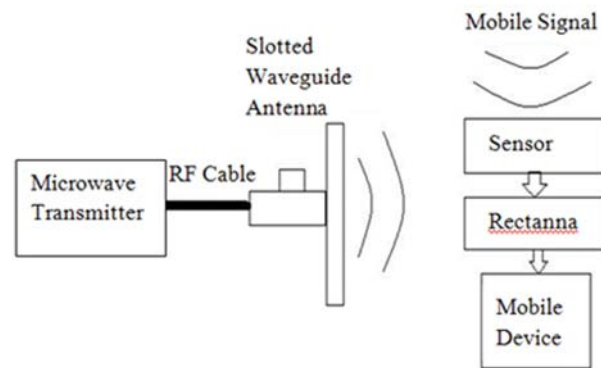 Slotted
Waveguide
Antenna
Mobile Signal
Microwave
Transmitter
RF Cable
Sensor
Rectanna
Mobile
Device